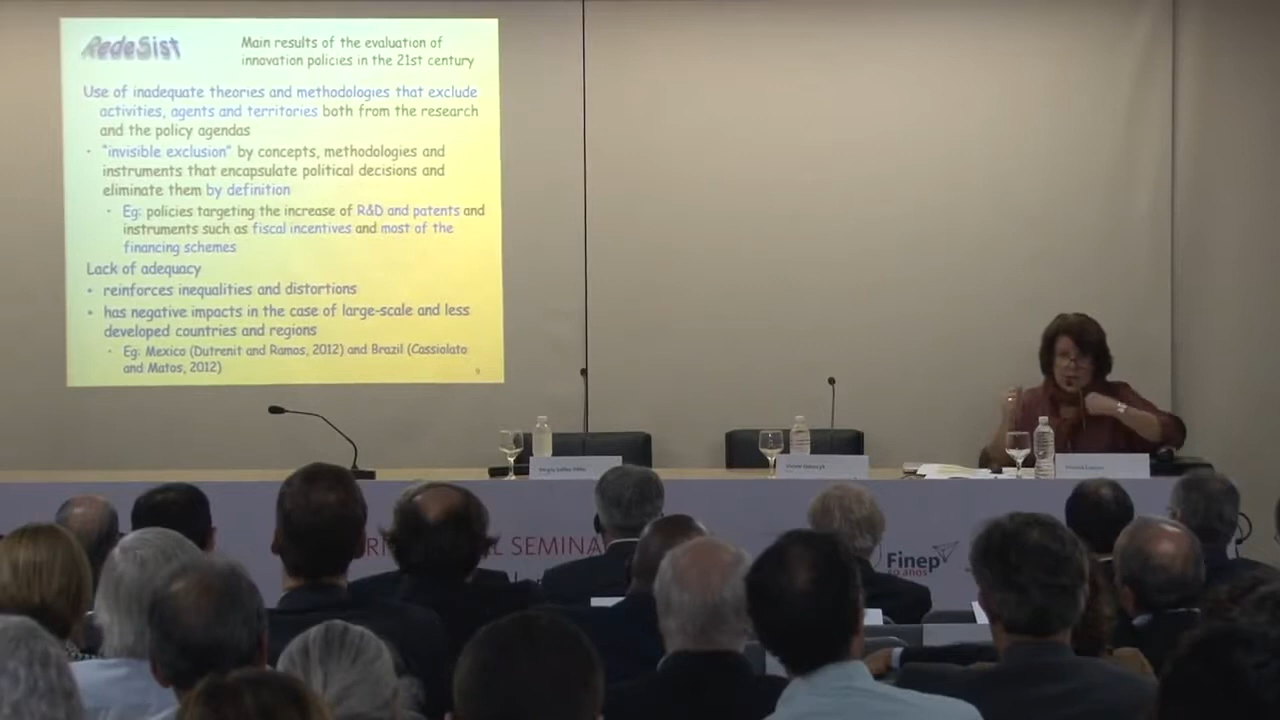 RedeSist
Main results of the evaluation of
innovation policies in the 21st century
Use of inadequate theories and methodologies that exclude
activities, agents and territories both from the research
and the policy agendas
• "invisible exclusion" by concepts, methodologies and
instruments that encapsulate political decisions and
eliminate them by definition
• Eg: policies targeting the increase of R&D and patents and
instruments such as fiscal incentives and most of the
financing schemes
Lack of adequacy
• reinforces inequalities and distortions
• has negative impacts in the case of large-scale and less
developed countries and regions
• Eg: Mexico (Dutrenit and Ramos, 2012) and Brazil (Cassiolato
and Matos, 2012)
9
SEMINA
Finep
anos